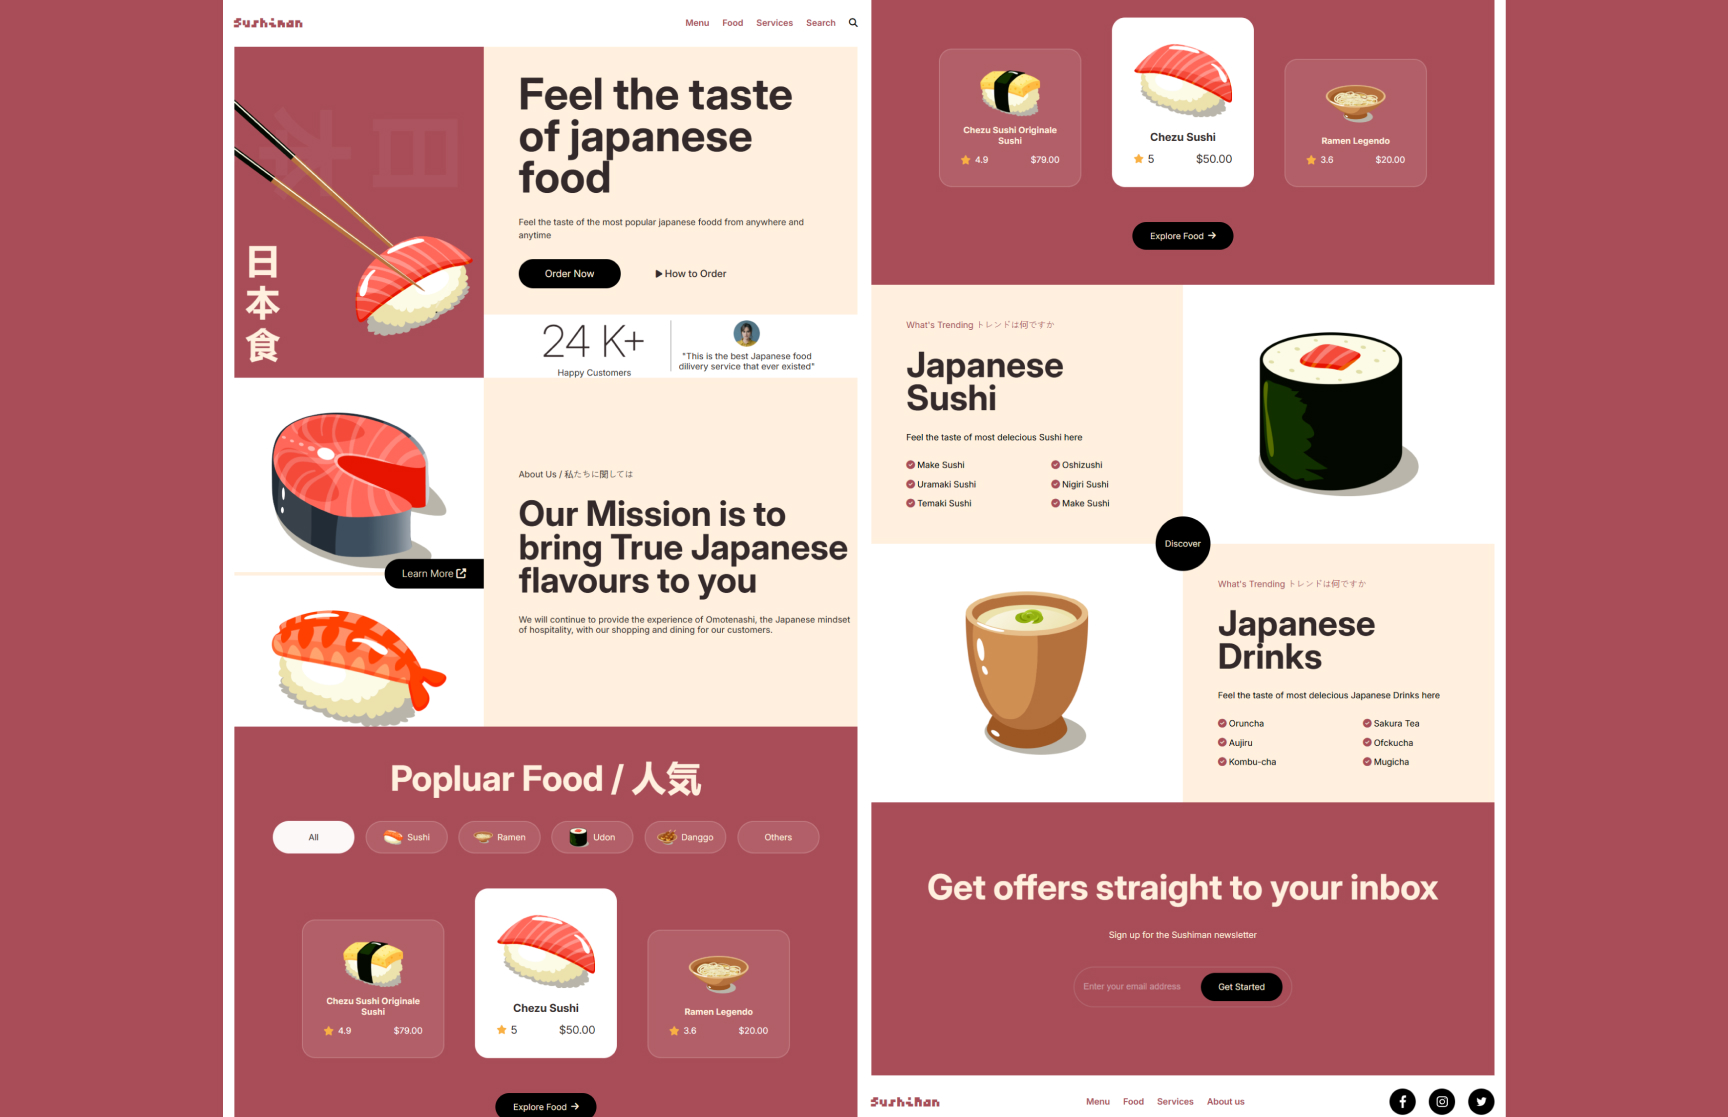 Sushiman
Menu Food Services Search
日本
日本食
Feel the taste
of japanese
food
Feel the taste of the most popular japanese foodd from anywhere and
anytime
Order Now
How to Order
24 K+
Happy Customers
"This is the best Japanese food
dilivery service that ever existed"
Learn More
About Us / 私たちに関しては
Our Mission is to
bring True Japanese
flavours to you
We will continue to provide the experience of Omotenashi, the Japanese mindset
of hospitality, with our shopping and dining for our customers.
Popluar Food / 人気
All
Sushi
Ramen
Udon
Danggo
Others
Chezu Sushi Originale
Sushi
4.9 $79.00
Chezu Sushi
5 $50.00
Ramen Legendo
3.6 $20.00
Explore Food
Chezu Sushi Originale
Sushi
4.9 $79.00
Chezu Sushi
5 $50.00
Ramen Legendo
3.6 $20.00
Explore Food
What's Trending トレンドは何ですか
Japanese
Sushi
Feel the taste of most delecious Sushi here
Make Sushi
Oshizushi
Uramaki Sushi
Nigiri Sushi
Temaki Sushi
Make Sushi
Discover
What's Trending トレンドは何ですか
Japanese
Drinks
Feel the taste of most delecious Japanese Drinks here
Oruncha
Sakura Tea
Aujiru
Ofckucha
Kombu-cha
Mugicha
Get offers straight to your inbox
Sign up for the Sushiman newsletter
Enter your email address
Get Started
Sushiman
Menu Food Services About us